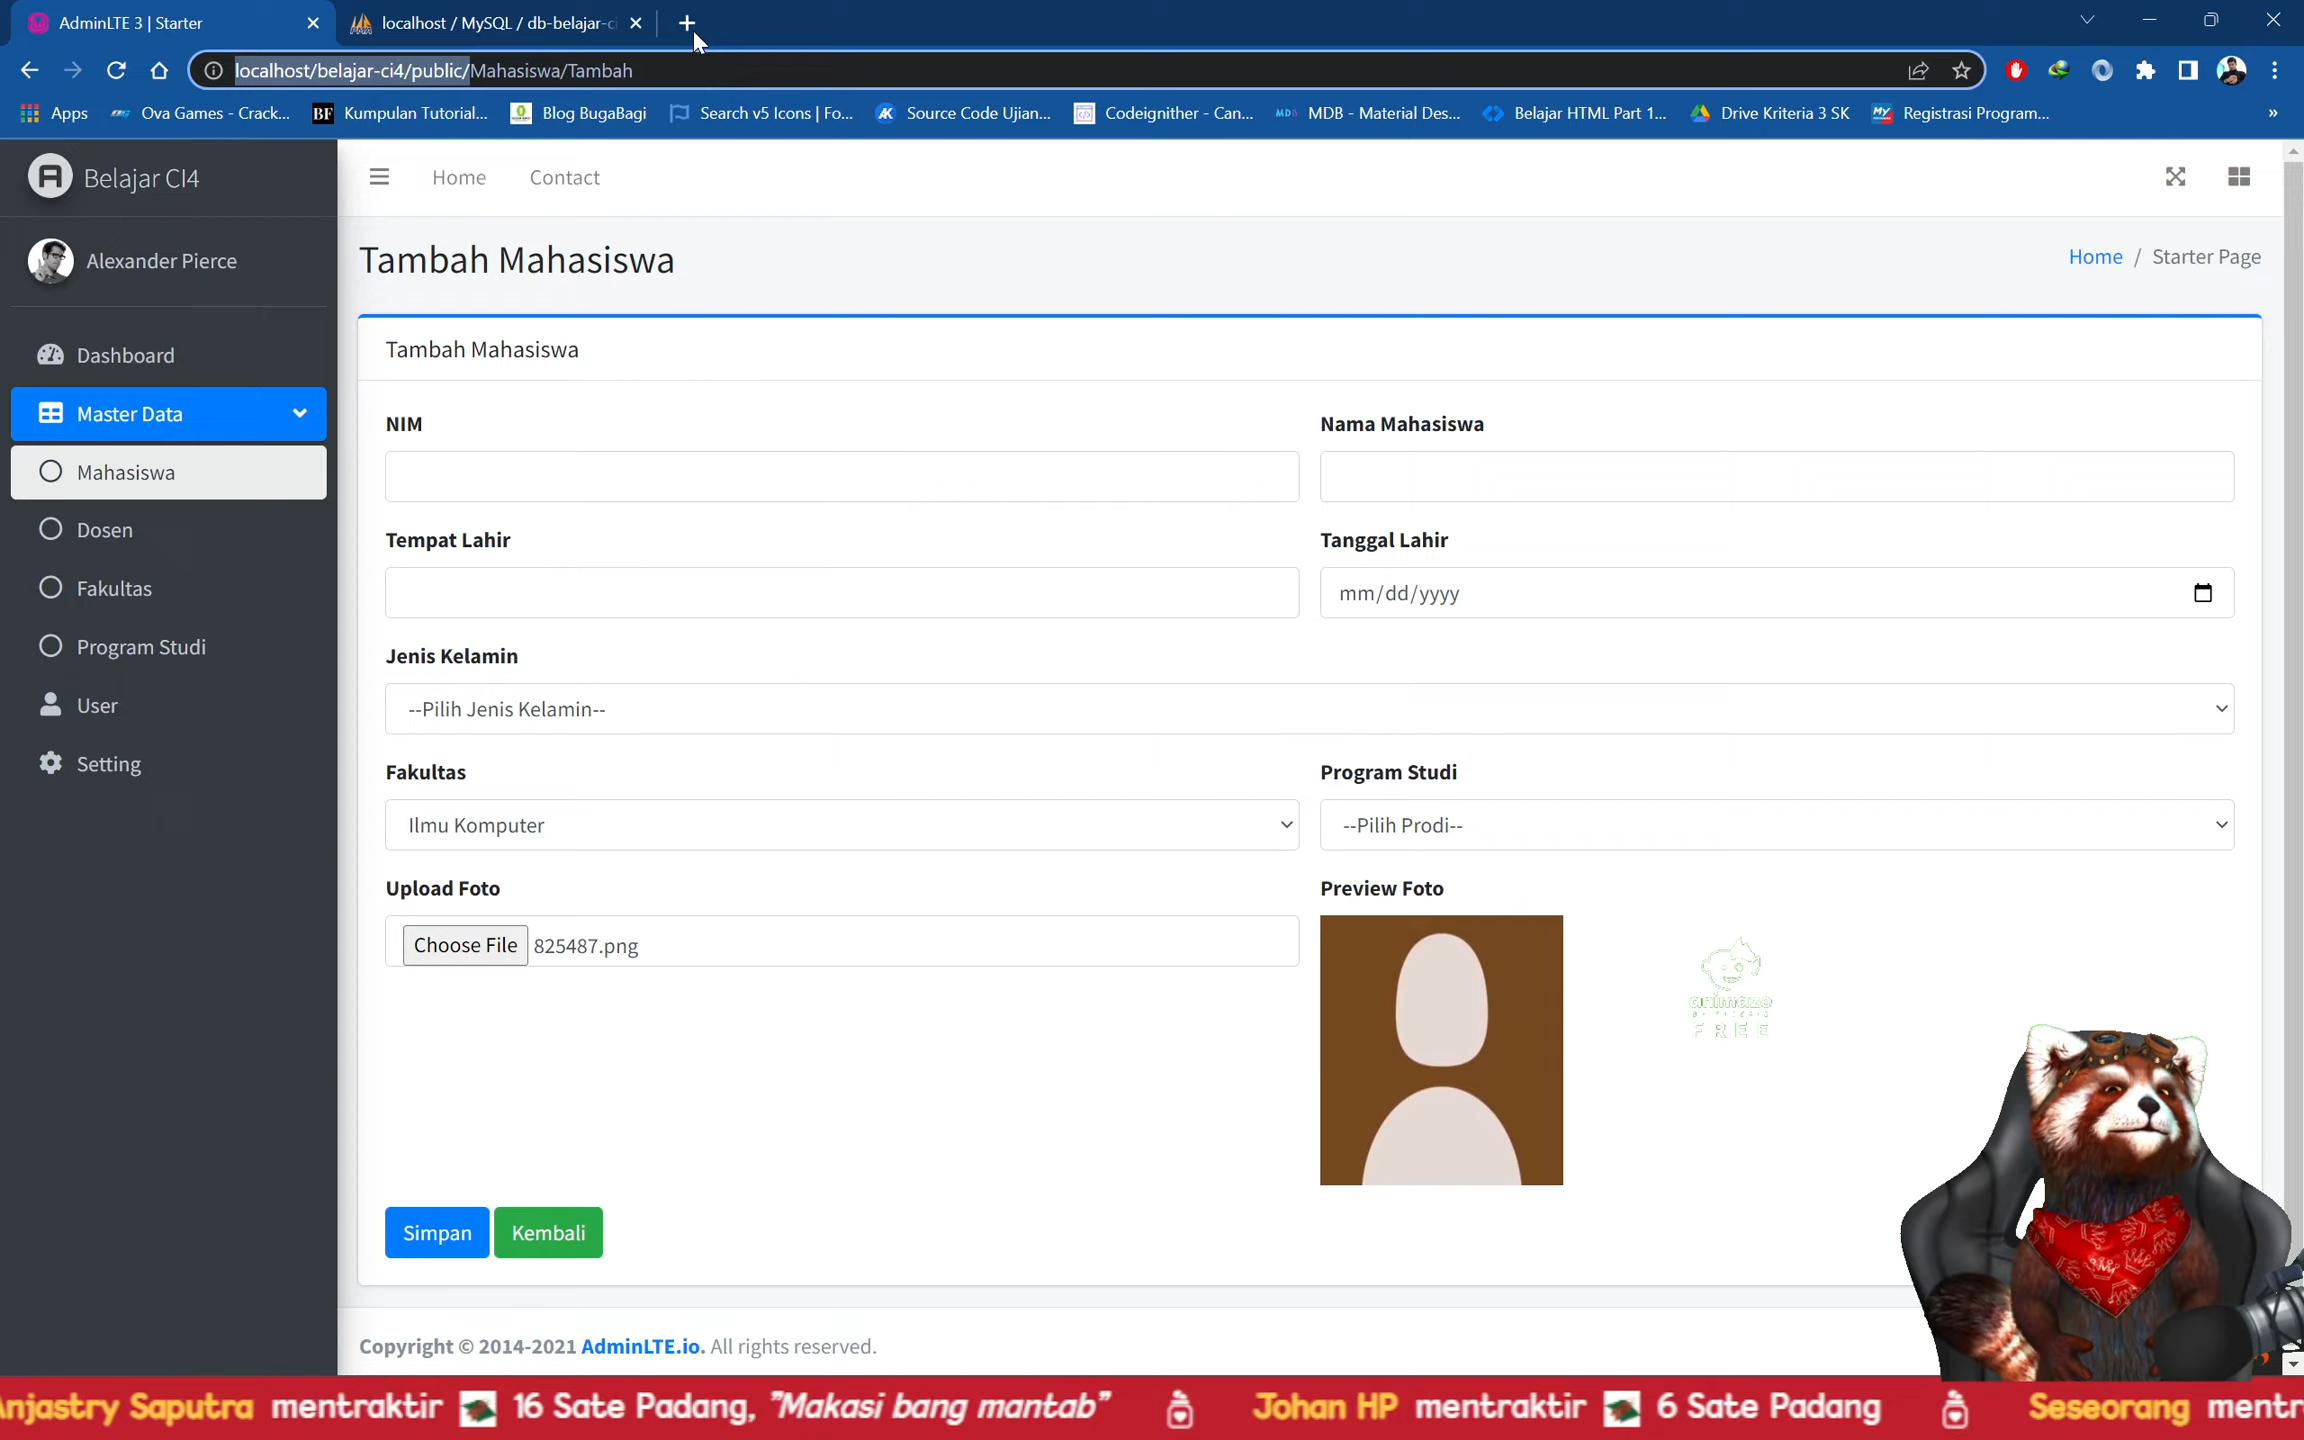 AdminLTE 3 | Starter
localhost / MySQL / db-belajar-c
localhost/belajar-ci4/public/Mahasiswa/Tambah
Apps
Ova Games - Crack...
BF Kumpulan Tutorial...
Blog BugaBagi
Search v5 Icons | Fo...
Source Code Ujian...
Codeignither - Can...
MDB MDB - Material Des...
Belajar HTML Part 1...
Drive Kriteria 3 SK
My Registrasi Program...
»
Belajar CI4
Home
Contact
Alexander Pierce
Dashboard
Master Data
Mahasiswa
Dosen
Fakultas
Program Studi
User
Setting
Tambah Mahasiswa
Home / Starter Page
Tambah Mahasiswa
NIM
Nama Mahasiswa
Tempat Lahir
Tanggal Lahir
mm/dd/yyyy
Jenis Kelamin
--Pilih Jenis Kelamin--
Fakultas
Program Studi
Ilmu Komputer
--Pilih Prodi--
Upload Foto
Preview Foto
Choose File 825487.png
animaze
FREE
Simpan
Kembali
Copyright © 2014-2021 AdminLTE.io. All rights reserved.
njastry Saputra mentraktir 16 Sate Padang, "Makasi bang mantab" Johan HP mentraktir 6 Sate Padang Seseorang mentr